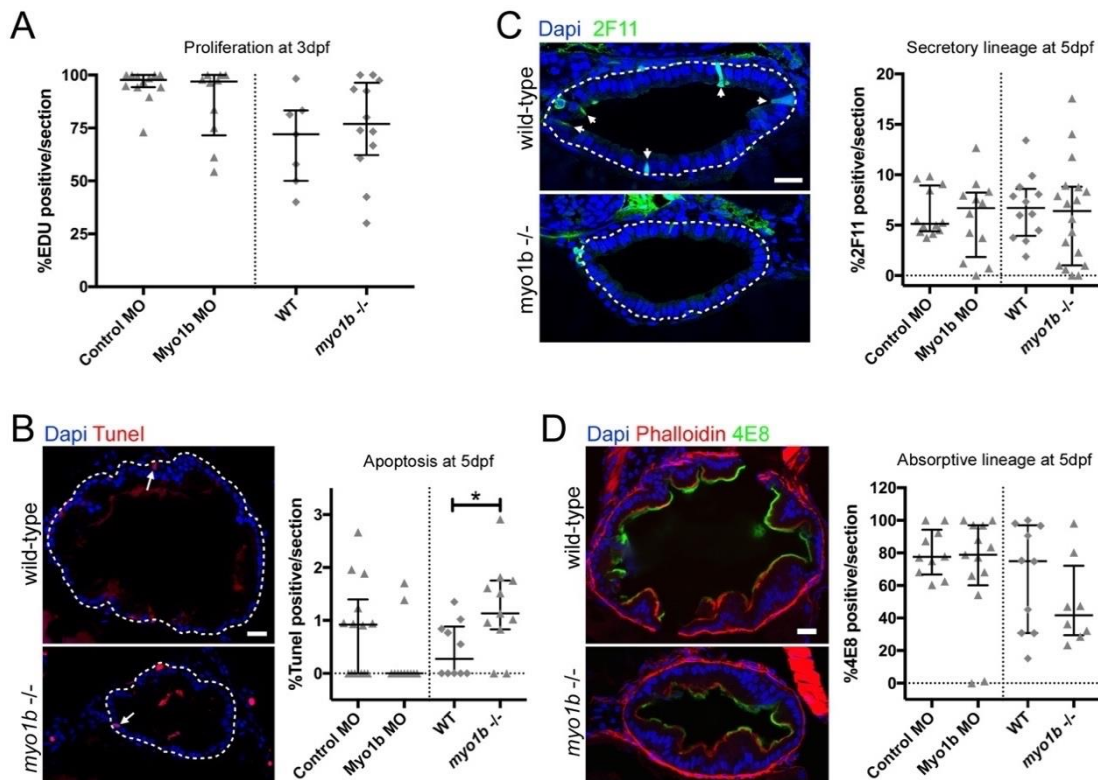 A
Proliferation at 3dpf
%EDU positive/section
100
75
50
25
0
Control MO
Myo1b MO
WT
myo1b -/-
B
Dapi Tunel
wild-type
myo1b -/-
Apoptosis at 5dpf
%Tunel positive/section
3
2
1
0
*
Control MO
Myo1b MO
WT
myo1b -/-
C
Dapi 2F11
wild-type
myo1b -/-
Secretory lineage at 5dpf
%2F11 positive/section
20
15
10
5
0
Control MO
Myo1b MO
WT
myo1b -/-
D
Dapi Phalloidin 4E8
wild-type
myo1b -/-
Absorptive lineage at 5dpf
%4E8 positive/section
120
100
80
60
40
20
0
Control MO
Myo1b MO
WT
myo1b -/-